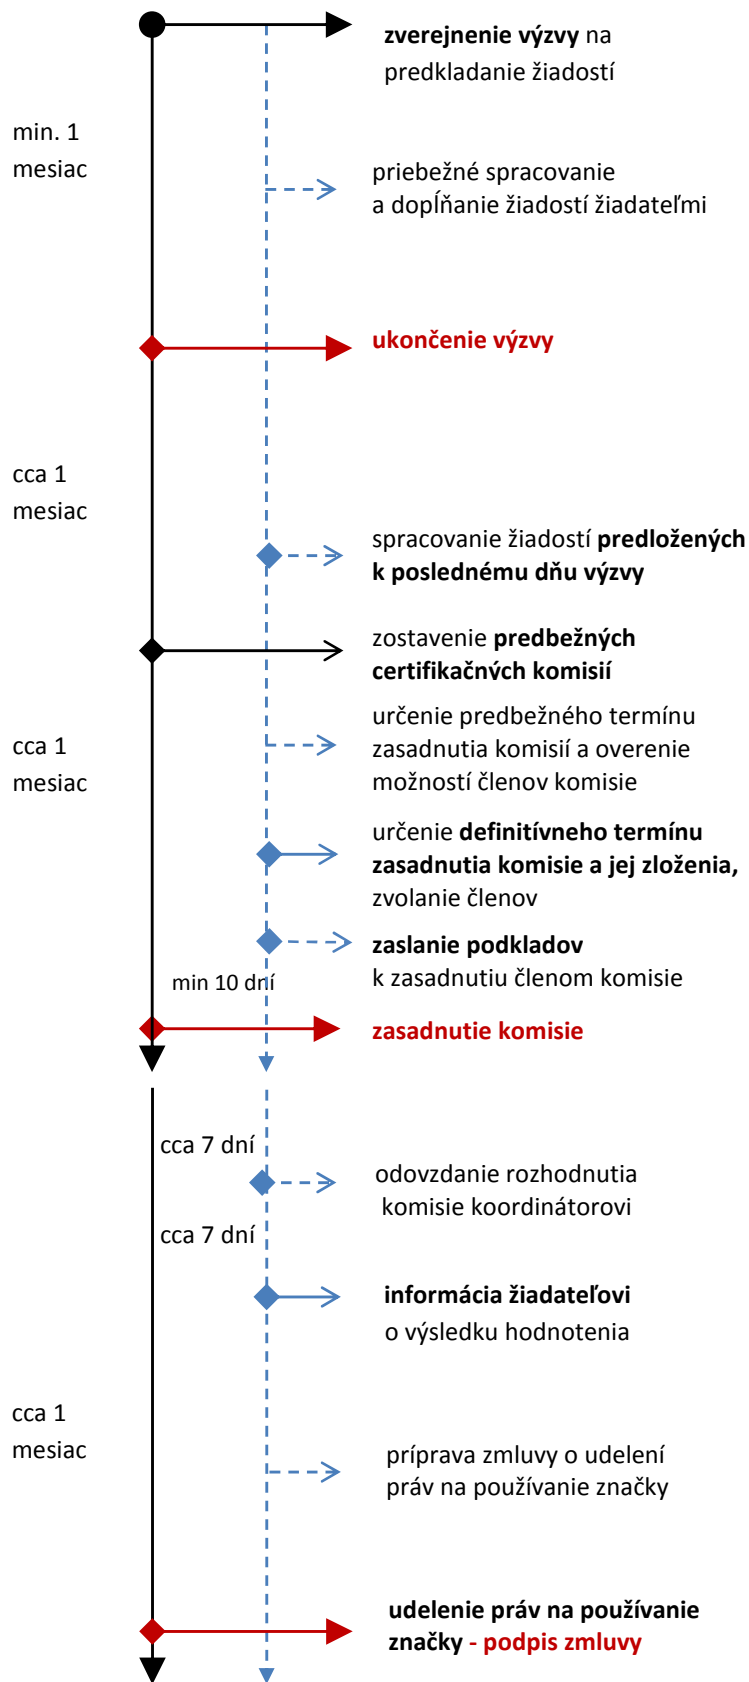 zverejnenie výzvy na
predkladanie žiadostí
min. 1
mesiac
priebežné spracovanie
a dopĺňanie žiadostí žiadateľmi
ukončenie výzvy
cca 1
mesiac
spracovanie žiadostí predložených
k poslednému dňu výzvy
zostavenie predbežných
certifikačných komisií
určenie predbežného termínu
zasadnutia komisií a overenie
možností členov komisie
cca 1
mesiac
určenie definitívneho termínu
zasadnutia komisie a jej zloženia,
zvolanie členov
zaslanie podkladov
k zasadnutiu členom komisie
min 10 dní
zasadnutie komisie
cca 7 dní
odovzdanie rozhodnutia
komisie koordinátorovi
cca 7 dní
informácia žiadateľovi
o výsledku hodnotenia
cca 1
mesiac
príprava zmluvy o udelení
práv na používanie značky
udelenie práv na používanie
značky - podpis zmluvy